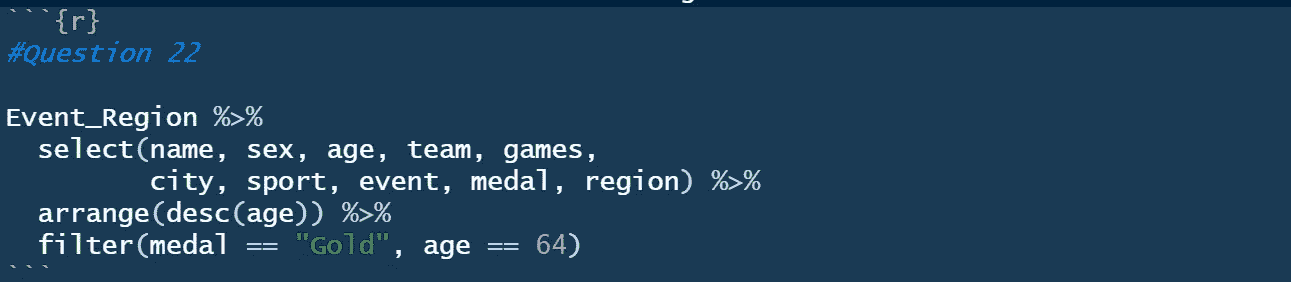 ```{r}
#Question 22
Event_Region %>%
  select(name, sex, age, team, games,
         city, sport, event, medal, region) %>%
  arrange(desc(age)) %>%
  filter(medal == "Gold", age == 64)
```